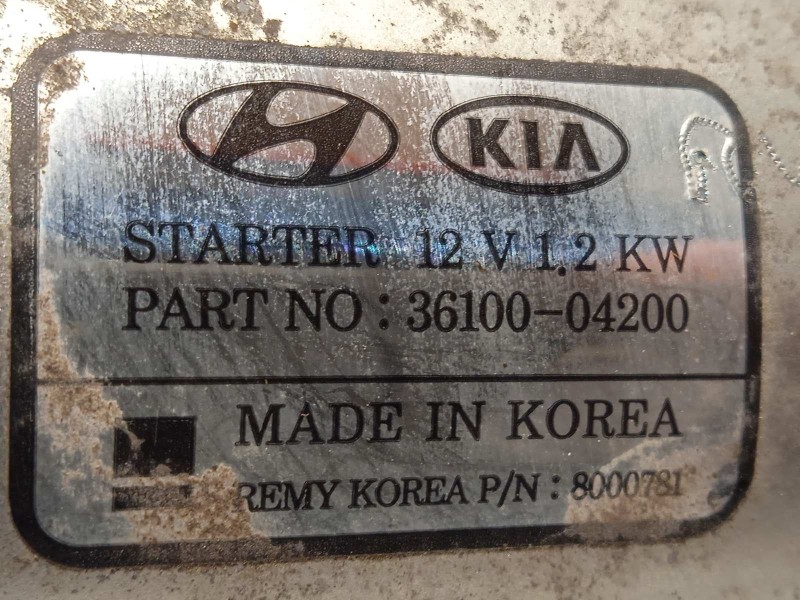 KIA
STARTER 12 V 1.2 KW
PART NO : 36100-04200
MADE IN KOREA
REMY KOREA P/N : 8000781